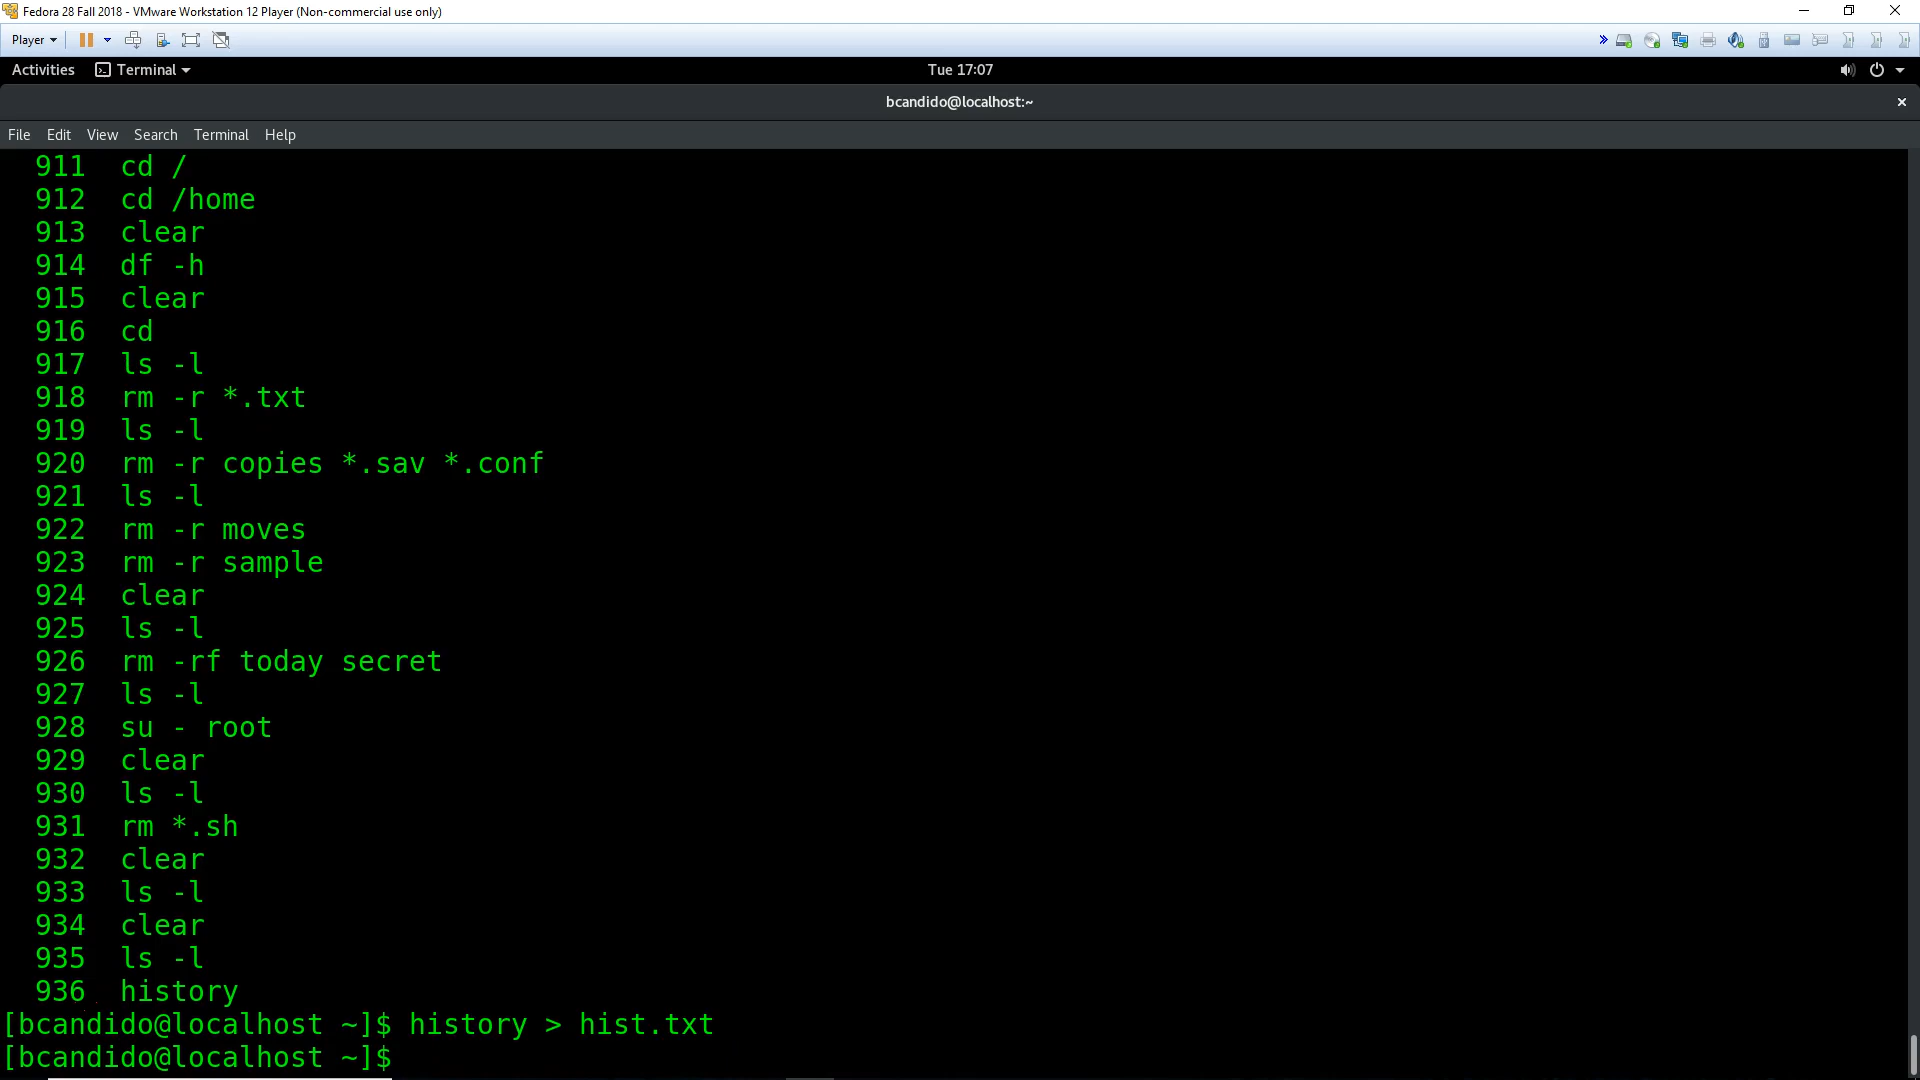 Fedora 28 Fall 2018 - VMware Workstation 12 Player (Non-commercial use only)
Player
Activities Terminal Tue 17:07
bcandido@localhost:~
File Edit View Search Terminal Help
911 cd /
912 cd /home
913 clear
914 df -h
915 clear
916 cd
917 ls -l
918 rm -r *.txt
919 ls -l
920 rm -r copies *.sav *.conf
921 ls -l
922 rm -r moves
923 rm -r sample
924 clear
925 ls -l
926 rm -rf today secret
927 ls -l
928 su - root
929 clear
930 ls -l
931 rm *.sh
932 clear
933 ls -l
934 clear
935 ls -l
936 history
[bcandido@localhost ~]$ history > hist.txt
[bcandido@localhost ~]$